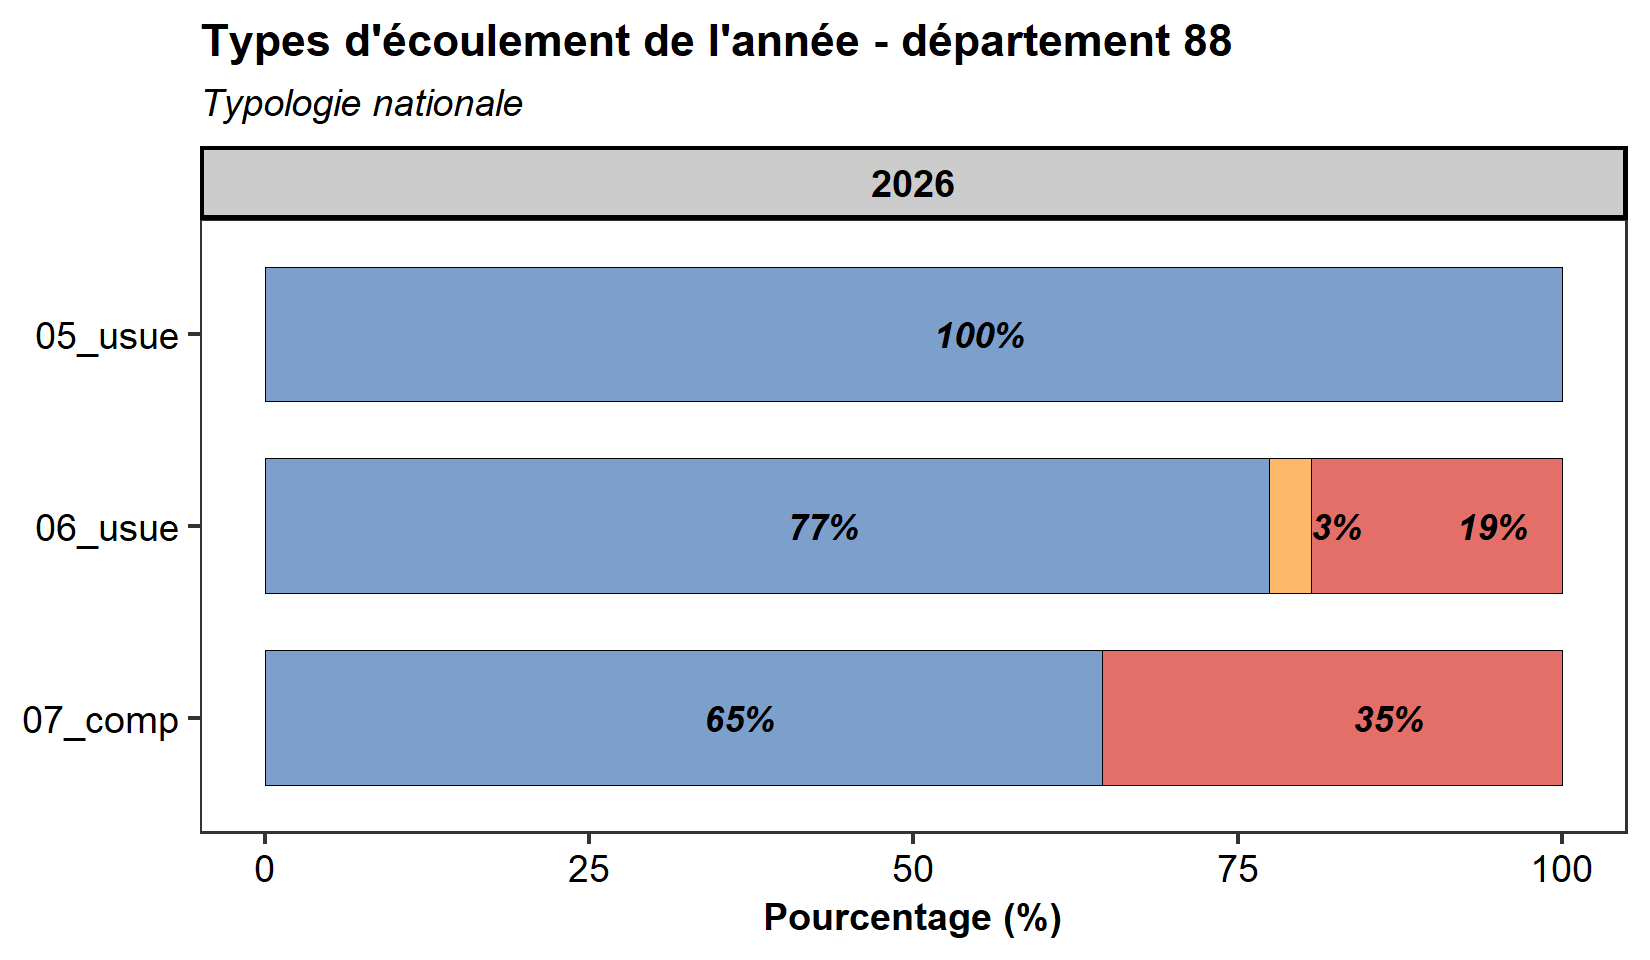 Types d'écoulement de l'année - département 88
Typologie nationale
2026
05_usue
100%
06_usue
77% 3% 19%
07_comp
65% 35%
0 25 50 75 100
Pourcentage (%)